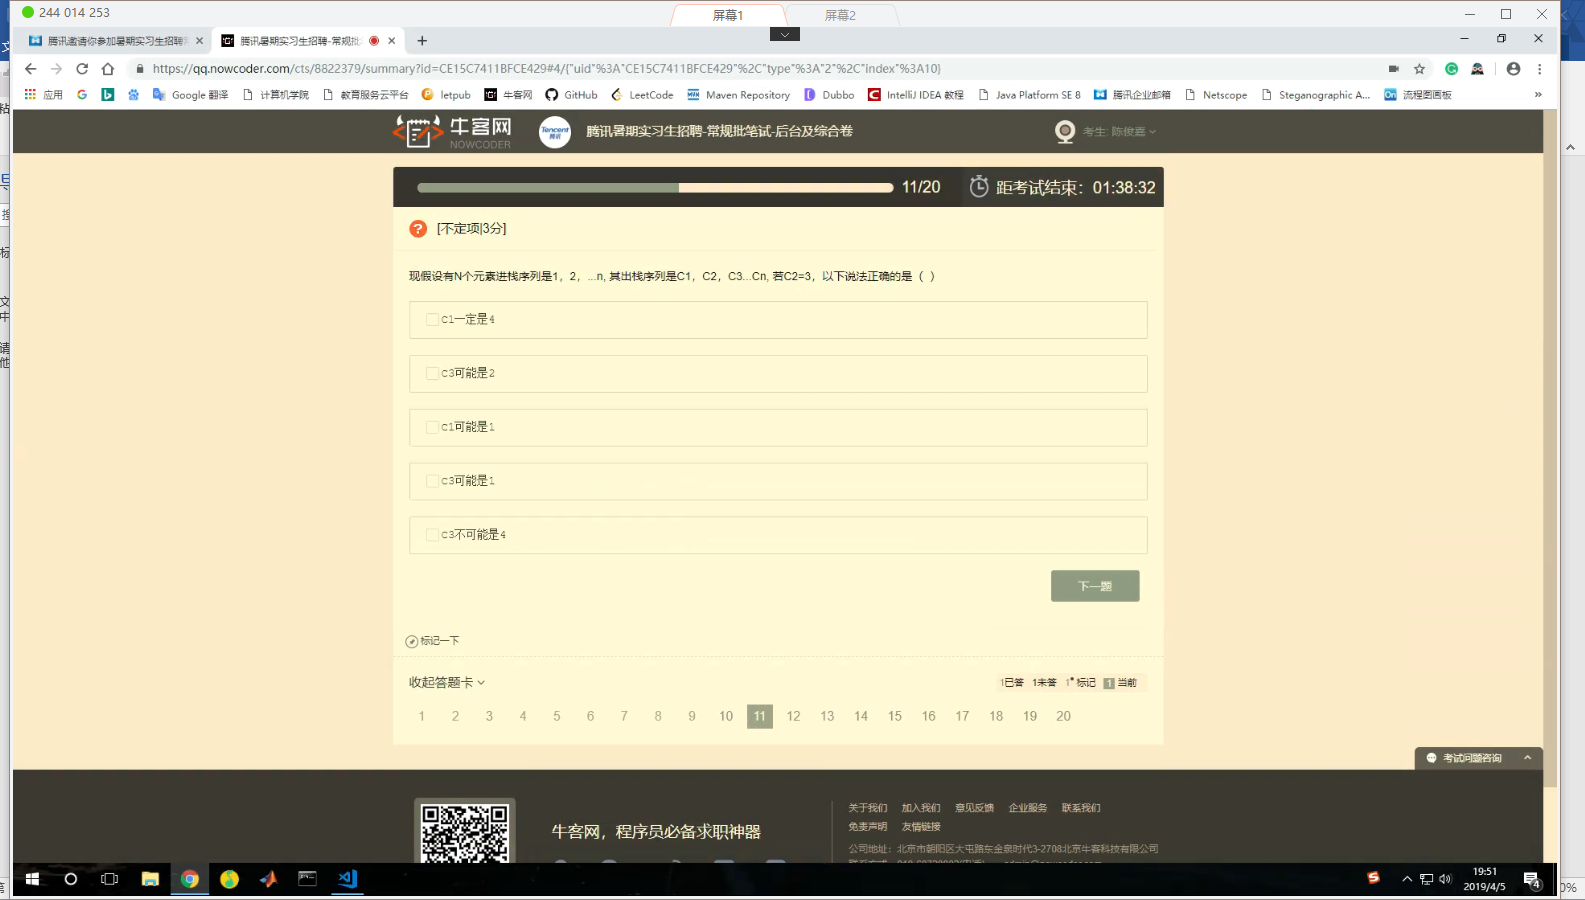 244 014 253
屏幕1
屏幕2
腾讯邀请你参加暑期实习生招聘
腾讯暑期实习生招聘-常规批
https://qq.nowcoder.com/cts/8822379/summary?id=CE15C7411BFCE429#4/{"uid"%3A"CE15C7411BFCE429"%2C"type"%3A"2"%2C"index"%3A10}
应用
Google 翻译
计算机学院
教育服务云平台
letpub
牛客网
GitHub
LeetCode
Maven Repository
Dubbo
IntelliJ IDEA 教程
Java Platform SE 8
腾讯企业邮箱
Netscope
Steganographic A...
流程图画板
»
牛客网
NOWCODER
Tencent
腾讯
腾讯暑期实习生招聘-常规批笔试-后台及综合卷
考生: 陈俊嘉
11/20
距考试结束：01:38:32
[不定项|3分]
现假设有N个元素进栈序列是1，2，...n, 其出栈序列是C1，C2，C3...Cn, 若C2=3，以下说法正确的是（ ）
C1一定是4
C3可能是2
C1可能是1
C3可能是1
C3不可能是4
下一题
标记一下
收起答题卡
1已答 1未答 1* 标记 1 当前
1 2 3 4 5 6 7 8 9 10 11 12 13 14 15 16 17 18 19 20
考试问题咨询
牛客网，程序员必备求职神器
关于我们 加入我们 意见反馈 企业服务 联系我们
免责声明 友情链接
公司地址：北京市朝阳区大屯路东金泉时代3-2708北京牛客科技有限公司
19:51
2019/4/5
4
0%